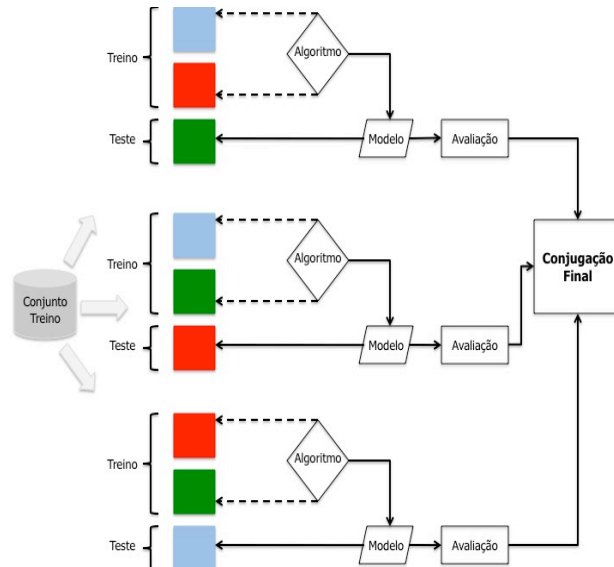 Treino
Algoritmo
Teste
Modelo
Avaliação
Conjunto
Treino
Treino
Algoritmo
Conjugação
Final
Teste
Modelo
Avaliação
Treino
Algoritmo
Teste
Modelo
Avaliação